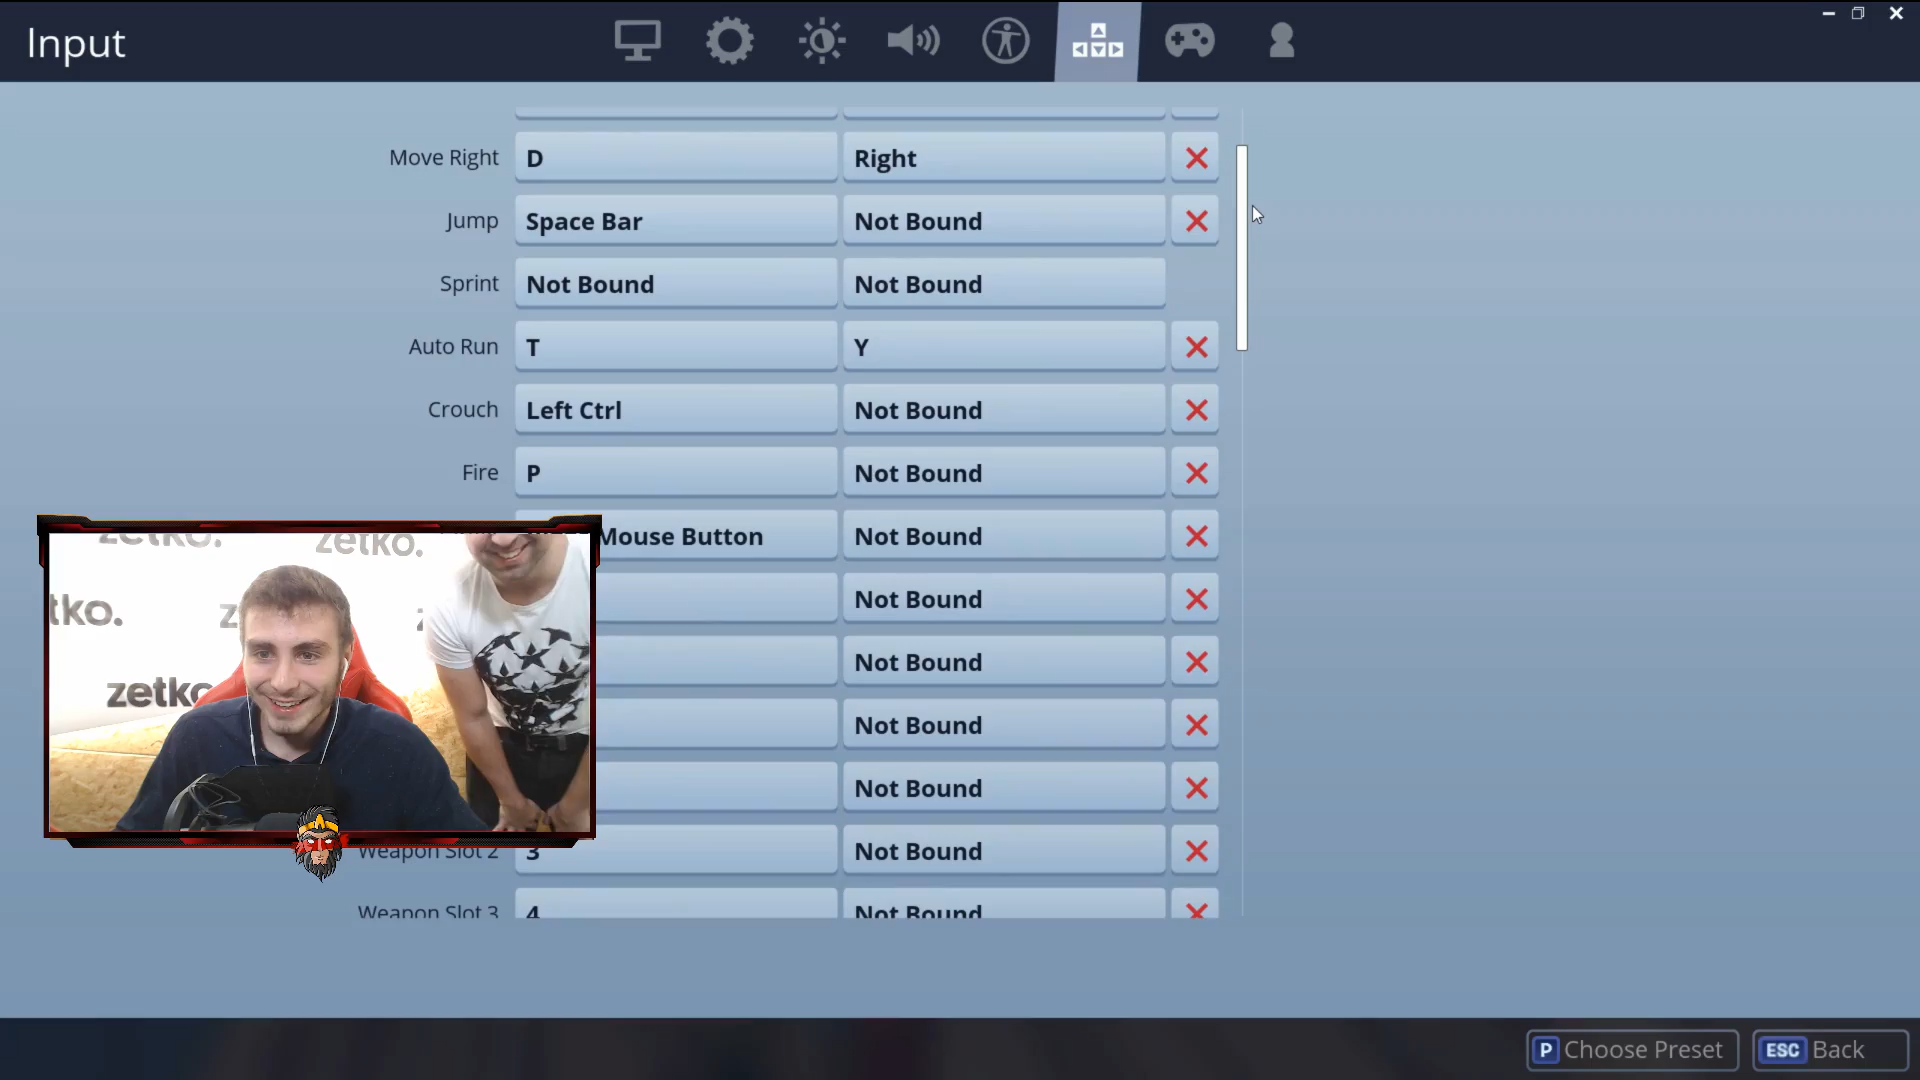 Input
Move Right D Right
Jump Space Bar Not Bound
Sprint Not Bound Not Bound
Auto Run T Y
Crouch Left Ctrl Not Bound
Fire P Not Bound
Mouse Button Not Bound
Not Bound
Not Bound
Not Bound
Not Bound
Weapon Slot 2 3 Not Bound
Weapon Slot 3 4 Not Bound
zetko.
zetko.
tko.
z
zetko
P Choose Preset
ESC Back